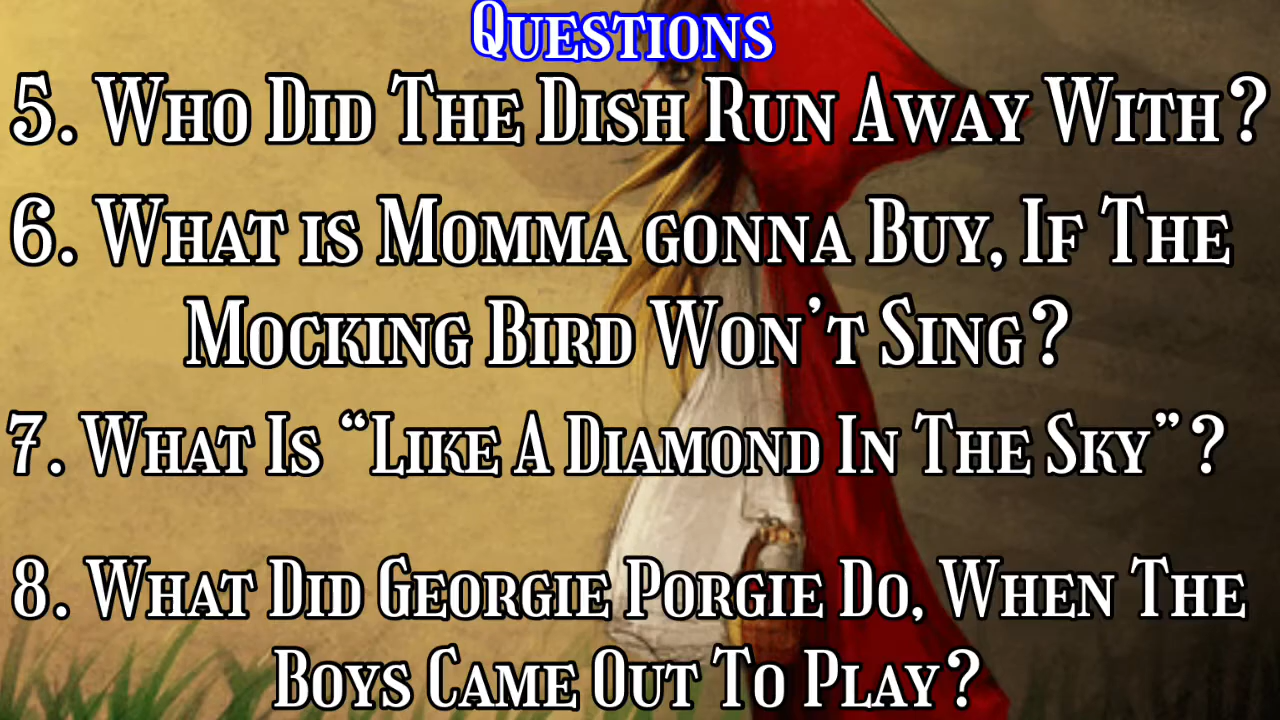 Questions
5. Who Did The Dish Run Away With?
6. What is Momma gonna Buy, If The
Mocking Bird Won't Sing?
7. What Is “Like A Diamond In The Sky”?
8. What Did Georgie Porgie Do, When The
Boys Came Out To Play?